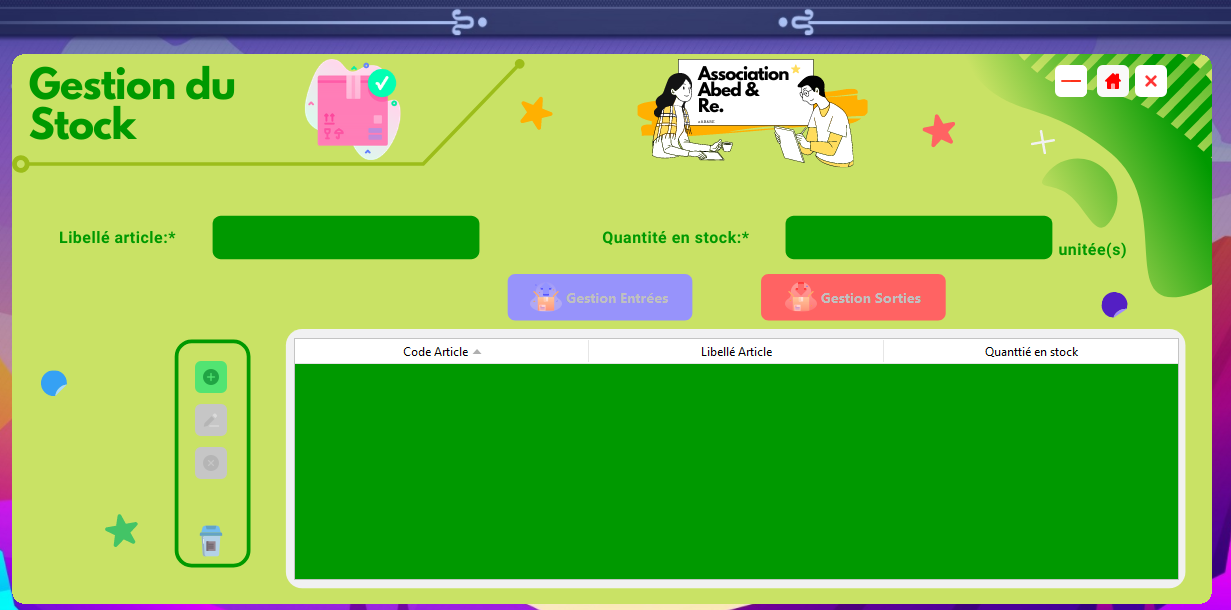 Gestion du
Stock
Association
Abed &
Re.
Libellé article:*
Quantité en stock:*
unitée(s)
Gestion Entrées
Gestion Sorties
Code Article
Libellé Article
Quanttié en stock